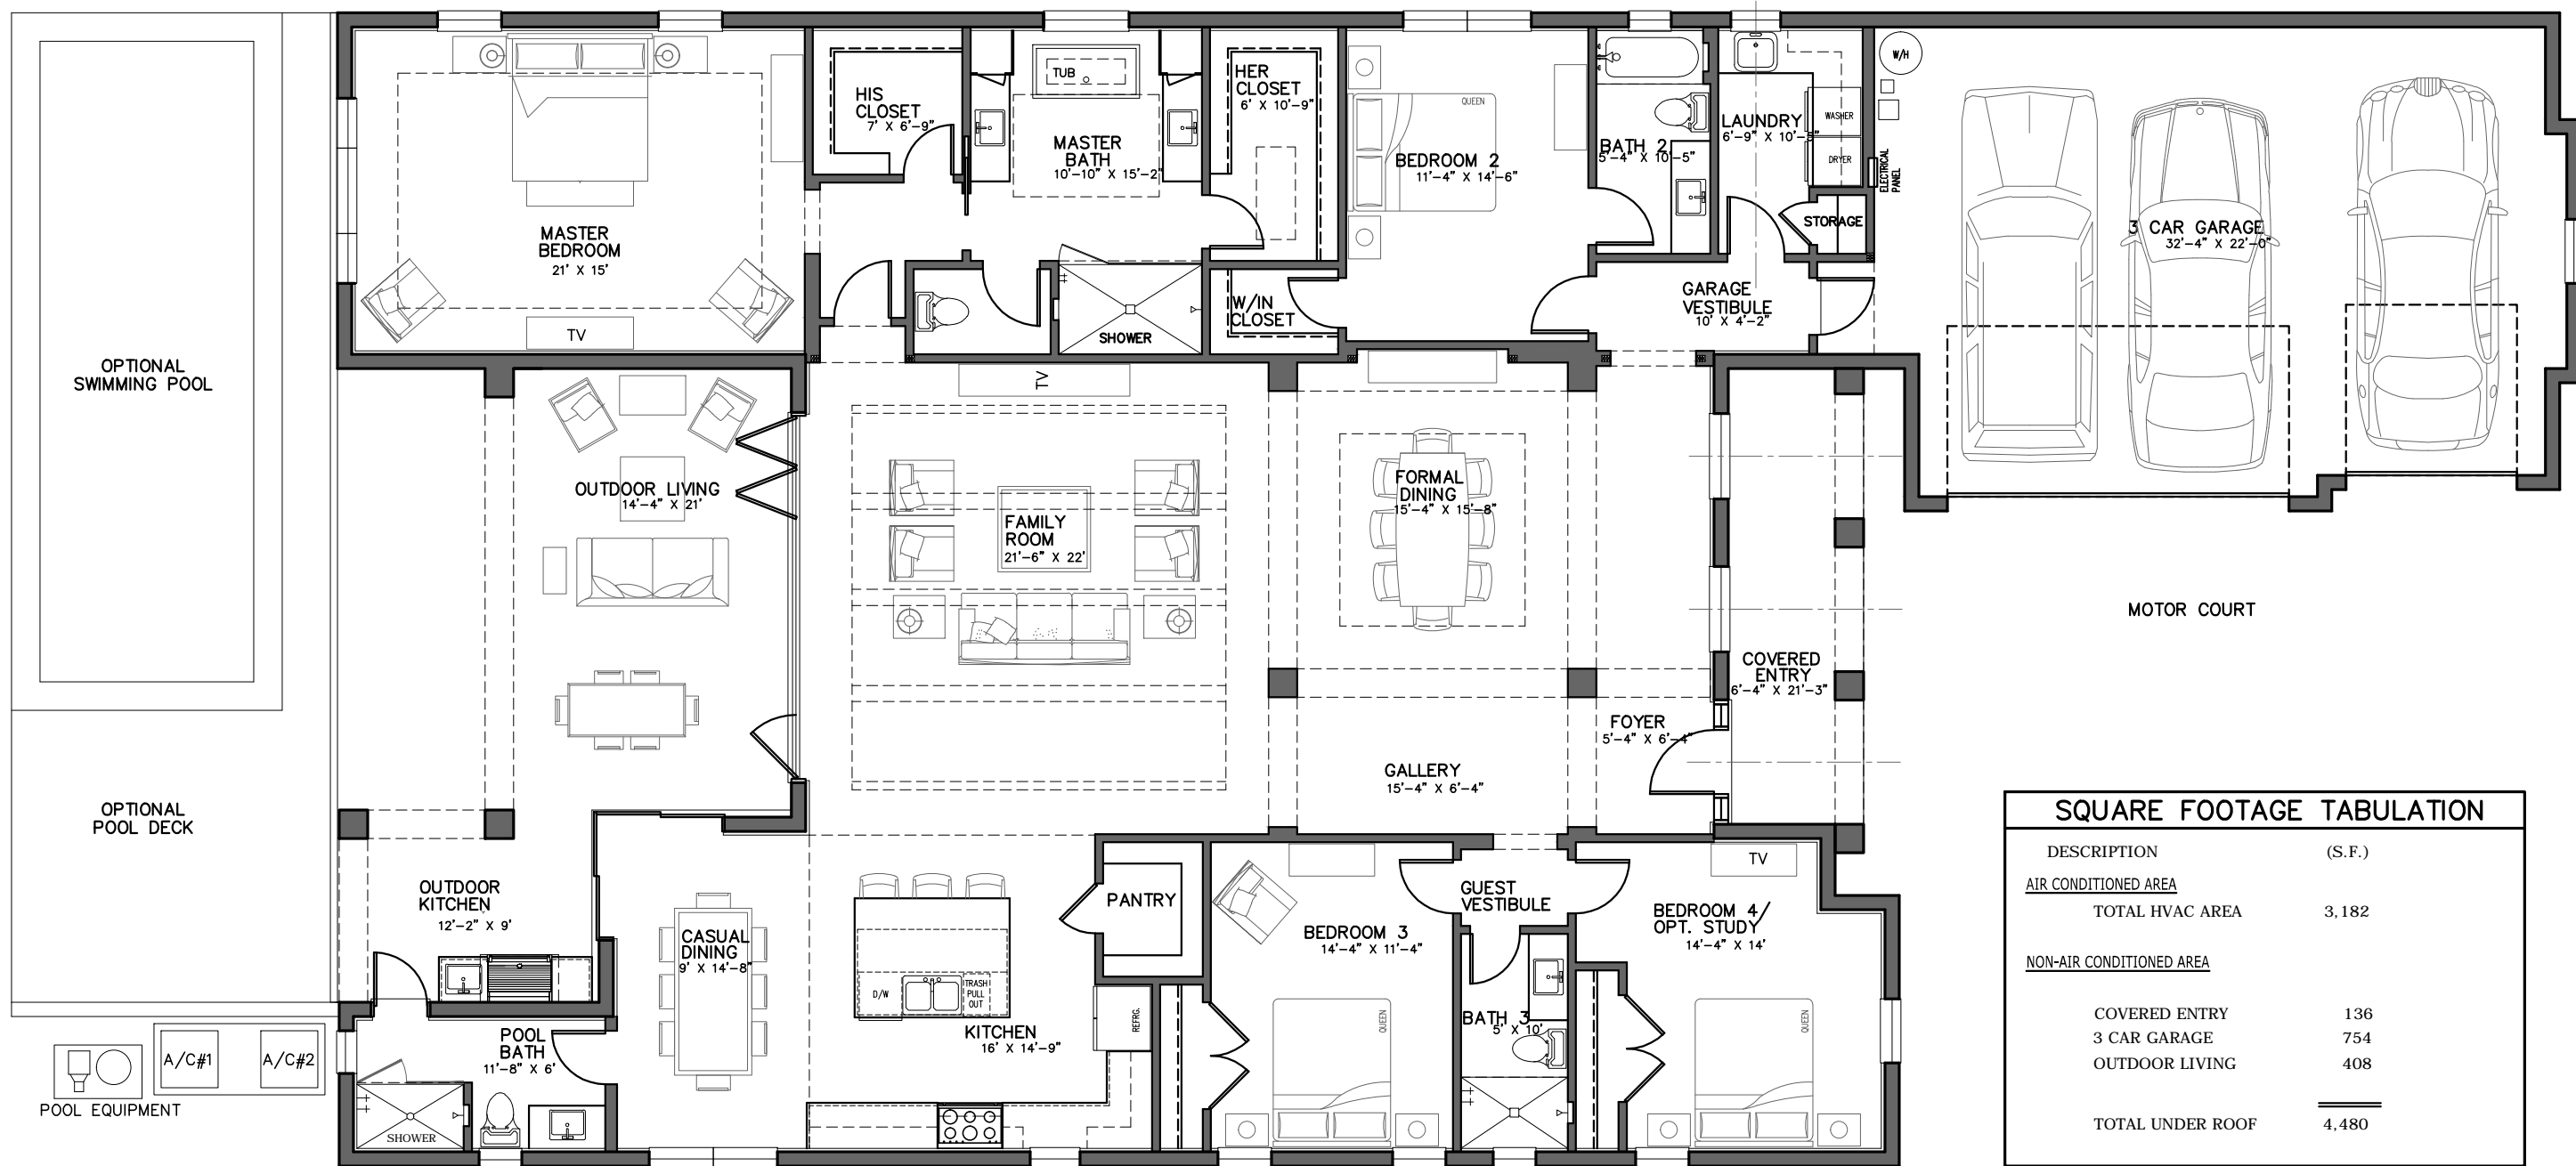 OPTIONAL
SWIMMING POOL
OPTIONAL
POOL DECK
POOL EQUIPMENT
A/C#1
A/C#2
MASTER
BEDROOM
21' X 15'
TV
HIS
CLOSET
7' X 6'-9"
TUB
MASTER
BATH
10'-10" X 15'-2"
HER
CLOSET
6' X 10'-9"
SHOWER
W/IN
CLOSET
BEDROOM 2
11'-4" X 14'-6"
QUEEN
BATH 2
5'-4" X 10'-5"
LAUNDRY
6'-9" X 10'-5"
WASHER
DRYER
STORAGE
W/H
ELECTRICAL
PANEL
GARAGE
VESTIBULE
10' X 4'-2"
3 CAR GARAGE
32'-4" X 22'-0"
OUTDOOR LIVING
14'-4" X 21'
TV
FAMILY
ROOM
21'-6" X 22'
FORMAL
DINING
15'-4" X 15'-8"
COVERED
ENTRY
6'-4" X 21'-3"
MOTOR COURT
FOYER
5'-4" X 6'-4"
GALLERY
15'-4" X 6'-4"
OUTDOOR
KITCHEN
12'-2" X 9'
CASUAL
DINING
9' X 14'-8"
PANTRY
D/W
TRASH
PULL
OUT
REFRG.
KITCHEN
16' X 14'-9"
POOL
BATH
11'-8" X 6'
SHOWER
BEDROOM 3
14'-4" X 11'-4"
QUEEN
GUEST
VESTIBULE
BATH 3
5' X 10'
TV
BEDROOM 4/
OPT. STUDY
14'-4" X 14'
QUEEN
SQUARE FOOTAGE TABULATION
DESCRIPTION (S.F.)
AIR CONDITIONED AREA
TOTAL HVAC AREA 3,182
NON-AIR CONDITIONED AREA
COVERED ENTRY 136
3 CAR GARAGE 754
OUTDOOR LIVING 408
TOTAL UNDER ROOF 4,480